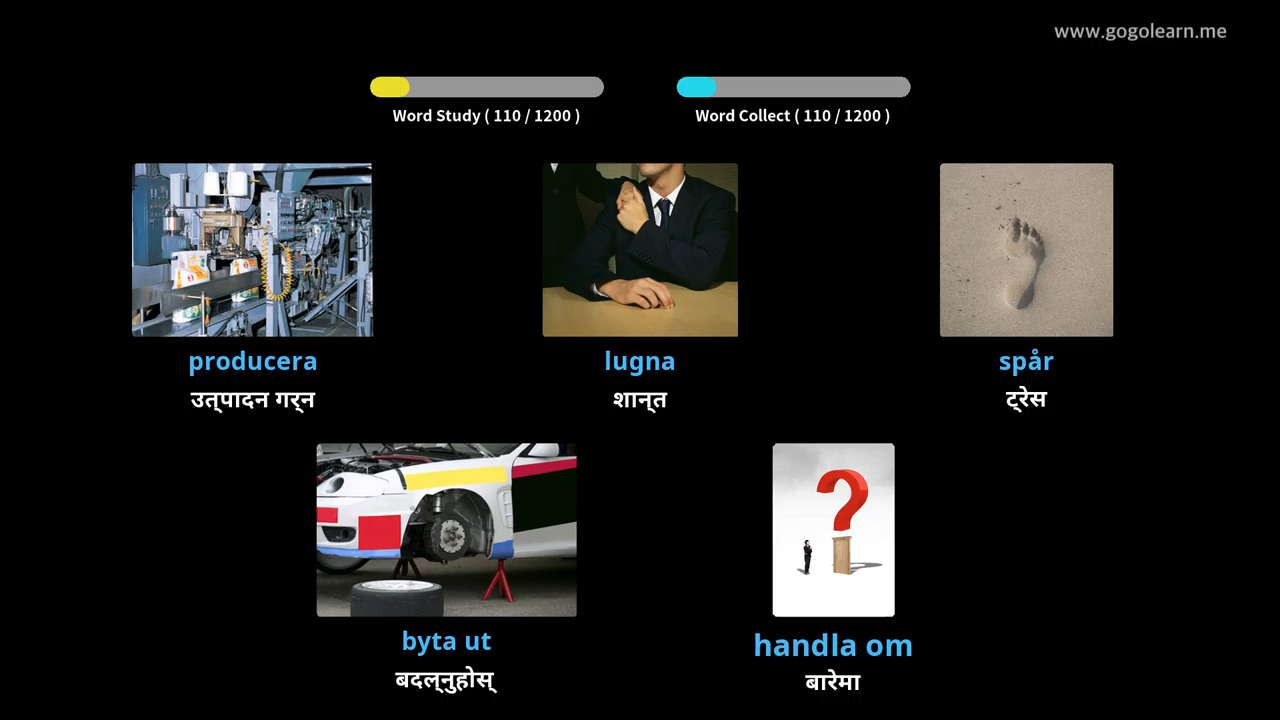 www.gogolearn.me
Word Study ( 110 / 1200 )
Word Collect ( 110 / 1200 )
producera
lugna
spår
उत्पादन गर्न
शान्त
ट्रेस
byta ut
handla om
बदल्नुहोस्
बारेमा